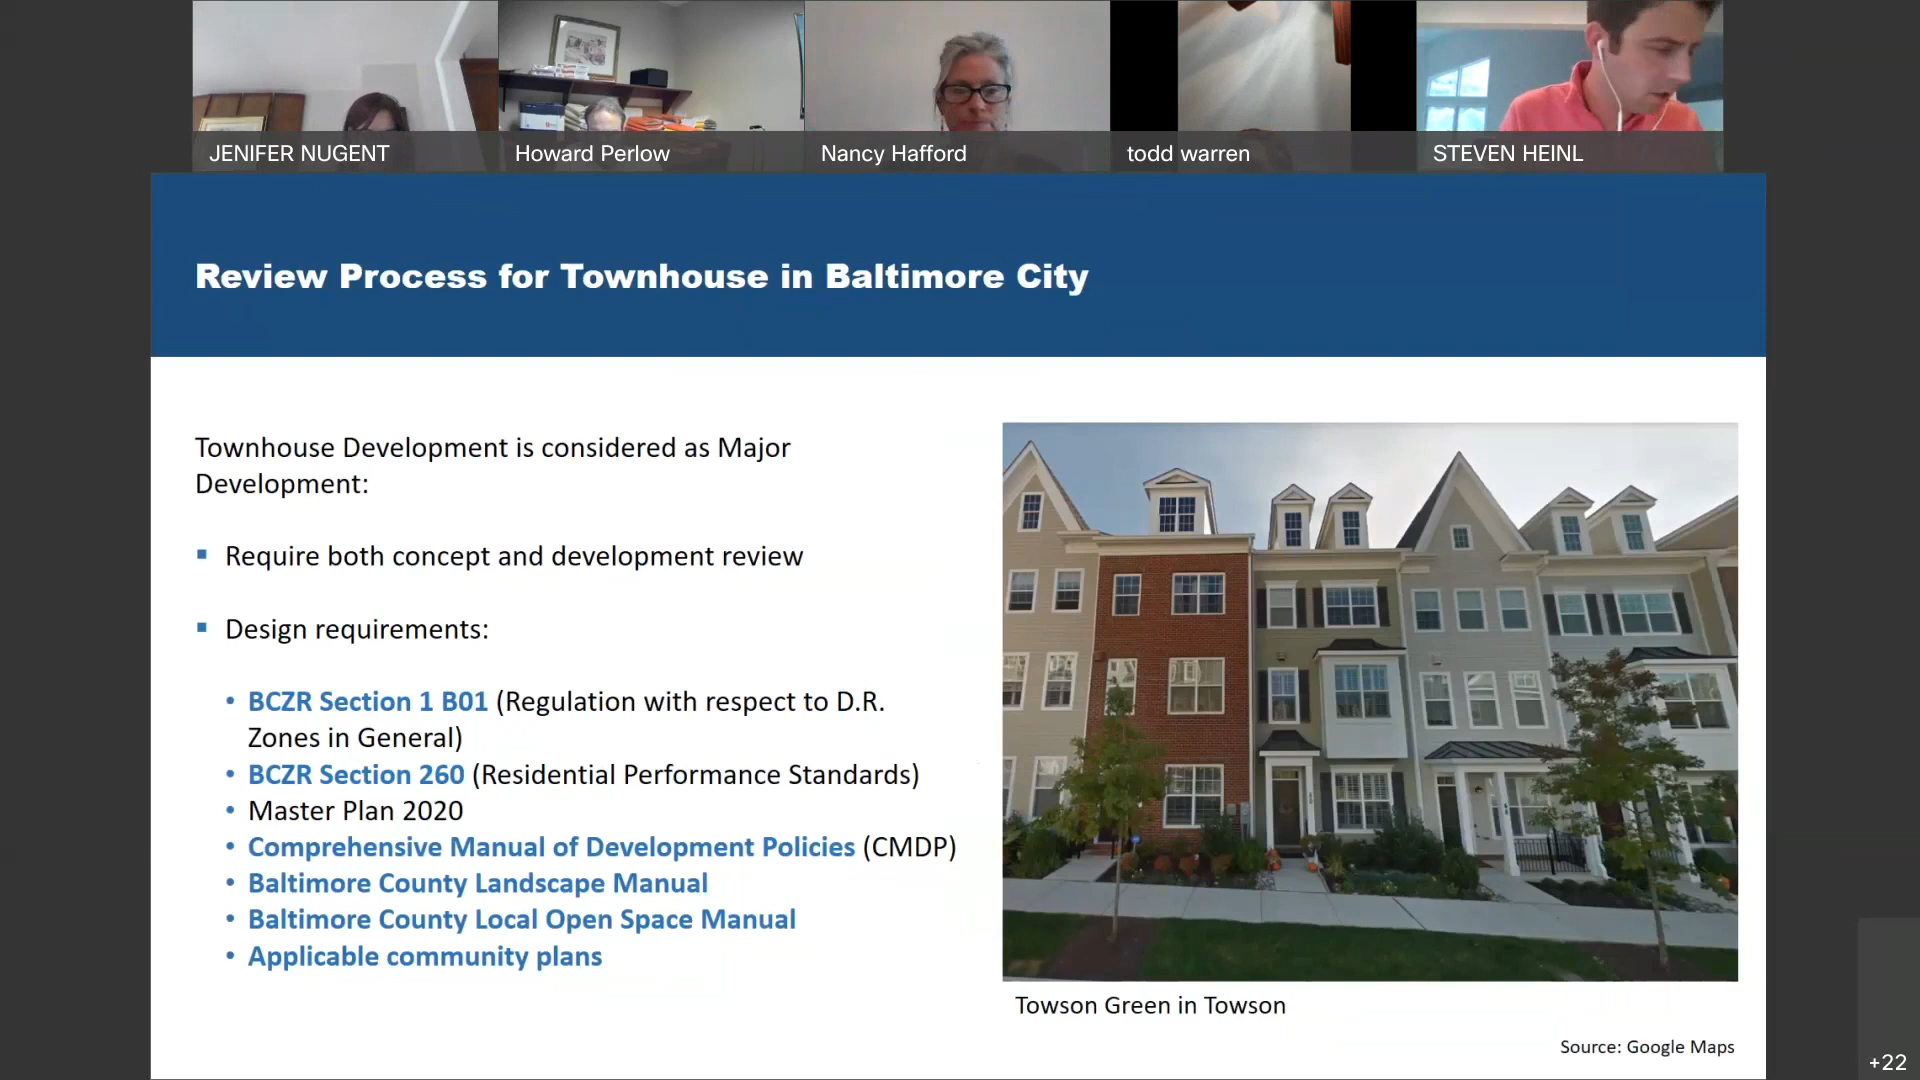 JENIFER NUGENT
Howard Perlow
Nancy Hafford
todd warren
STEVEN HEINL
Review Process for Townhouse in Baltimore City
Townhouse Development is considered as Major
Development:
▪ Require both concept and development review
▪ Design requirements:
• BCZR Section 1 B01 (Regulation with respect to D.R.
Zones in General)
• BCZR Section 260 (Residential Performance Standards)
• Master Plan 2020
• Comprehensive Manual of Development Policies (CMDP)
• Baltimore County Landscape Manual
• Baltimore County Local Open Space Manual
• Applicable community plans
Towson Green in Towson
Source: Google Maps
+22